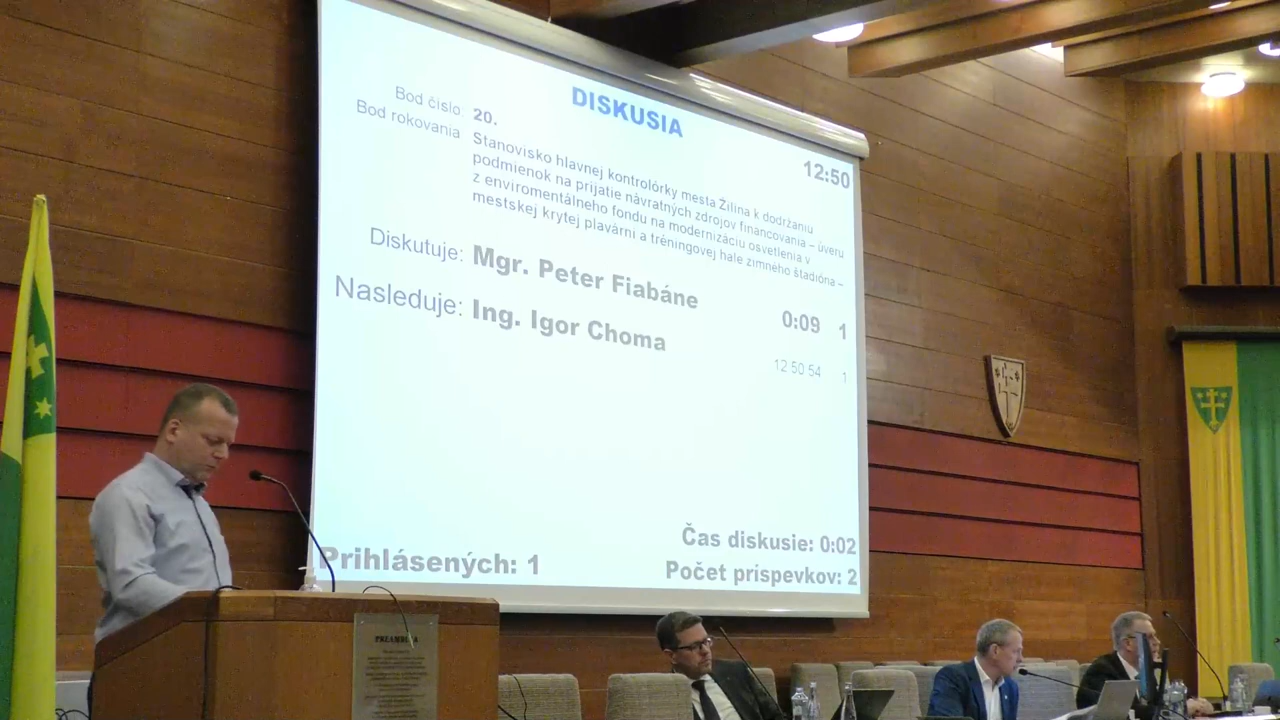 DISKUSIA
Bod číslo: 20.
12:50
Bod rokovania Stanovisko hlavnej kontrolórky mesta Žilina k dodržaniu
podmienok na prijatie návratných zdrojov financovania – úveru
z enviromentálneho fondu na modernizáciu osvetlenia v
mestskej krytej plavárni a tréningovej hale zimného štadióna –
Diskutuje: Mgr. Peter Fiabáne
0:09 1
Nasleduje: Ing. Igor Choma
12 50 54 1
Čas diskusie: 0:02
Prihlásených: 1
Počet príspevkov: 2
PREAMBULA